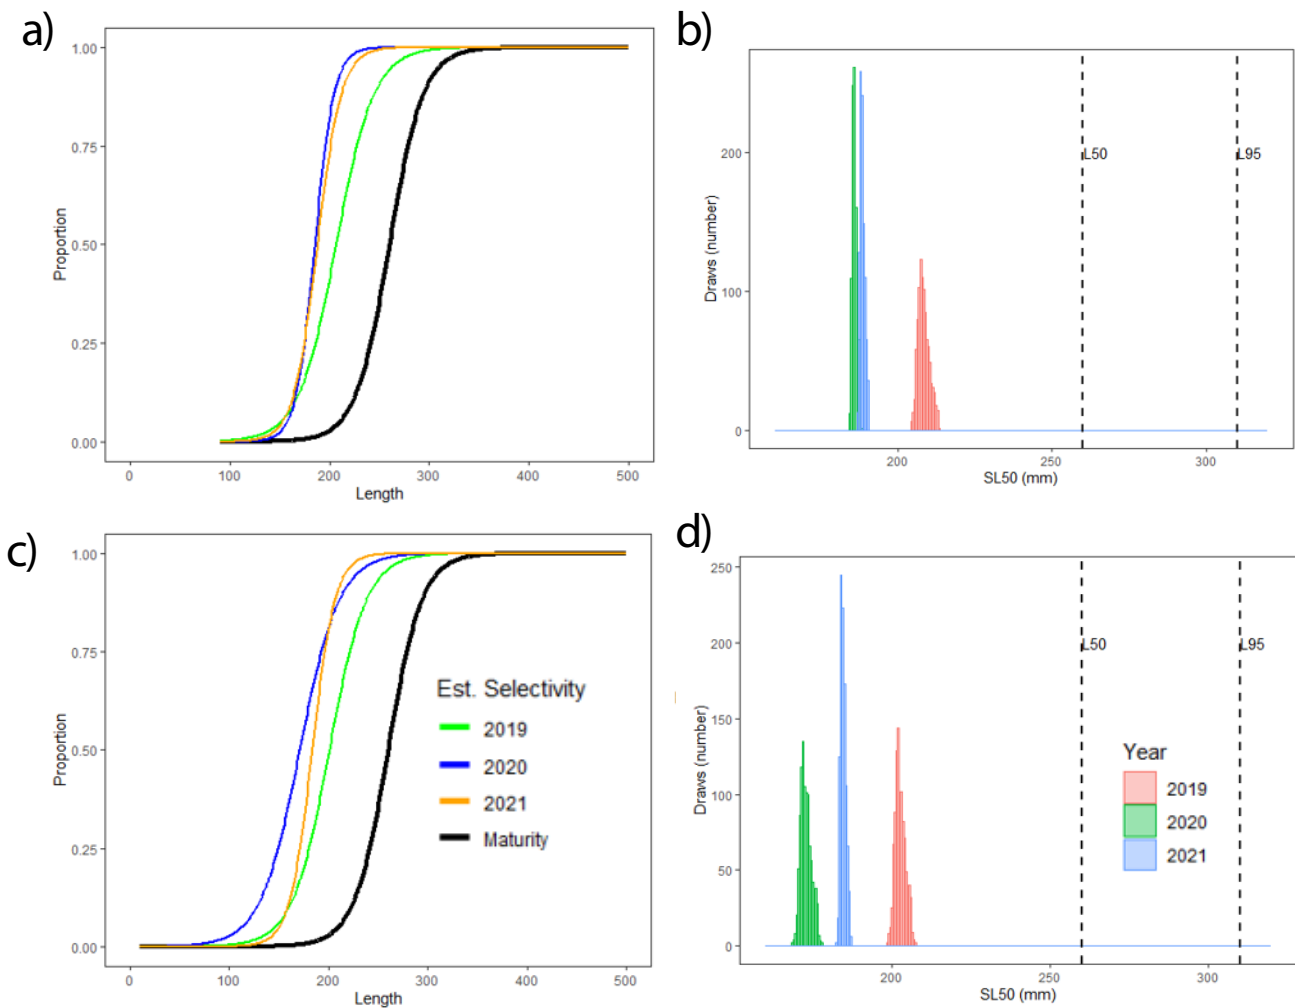 a)
1.00
0.75
0.50
0.25
0.00
Proportion
0 100 200 300 400 500
Length
b)
200
100
0
Draws (number)
L50 L95
200 250 300
SL50 (mm)
c)
1.00
0.75
0.50
0.25
0.00
Proportion
Est. Selectivity
2019
2020
2021
Maturity
0 100 200 300 400 500
Length
d)
250
200
150
100
50
0
Draws (number)
L50 L95
Year
2019
2020
2021
200 250 300
SL50 (mm)